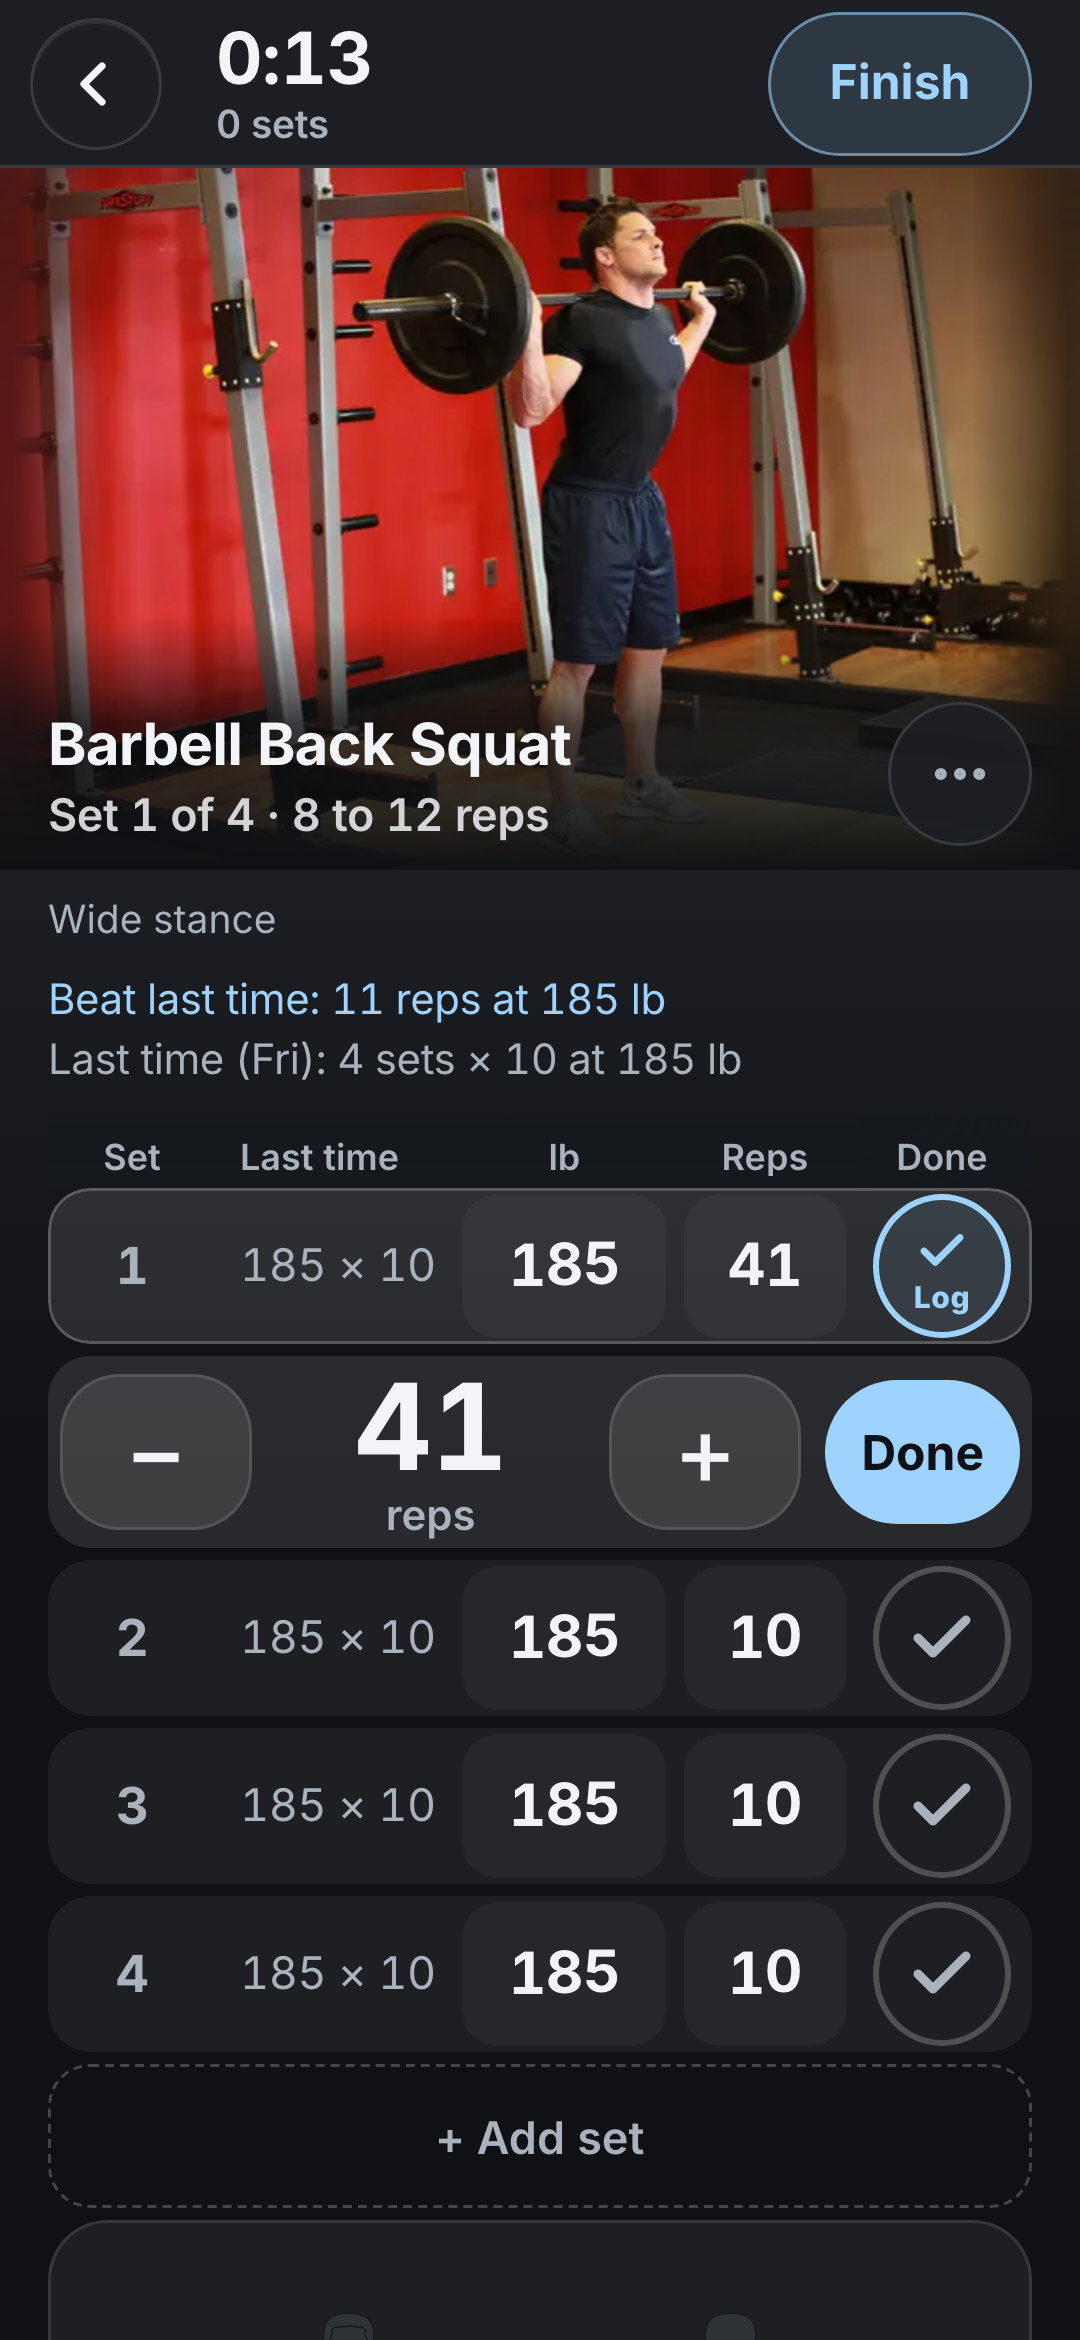 0:13
0 sets
Finish
Barbell Back Squat
Set 1 of 4 · 8 to 12 reps
Wide stance
Beat last time: 11 reps at 185 lb
Last time (Fri): 4 sets × 10 at 185 lb
Set Last time lb Reps Done
1 185 × 10 185 41 Log
− 41 + Done
reps
2 185 × 10 185 10
3 185 × 10 185 10
4 185 × 10 185 10
+ Add set